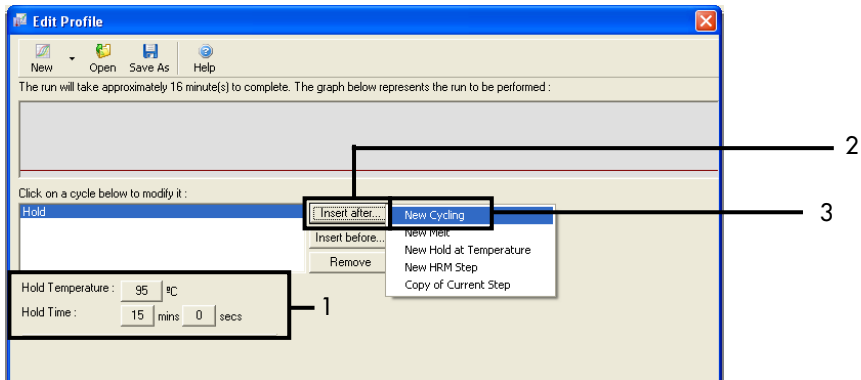 Edit Profile
New Open Save As Help
The run will take approximately 16 minute(s) to complete. The graph below represents the run to be performed :
2
Click on a cycle below to modify it :
Hold
Insert after...
New Cycling
3
Insert before...
New Melt
New Hold at Temperature
Remove
New HRM Step
Copy of Current Step
Hold Temperature : 95 ºC
1
Hold Time : 15 mins 0 secs